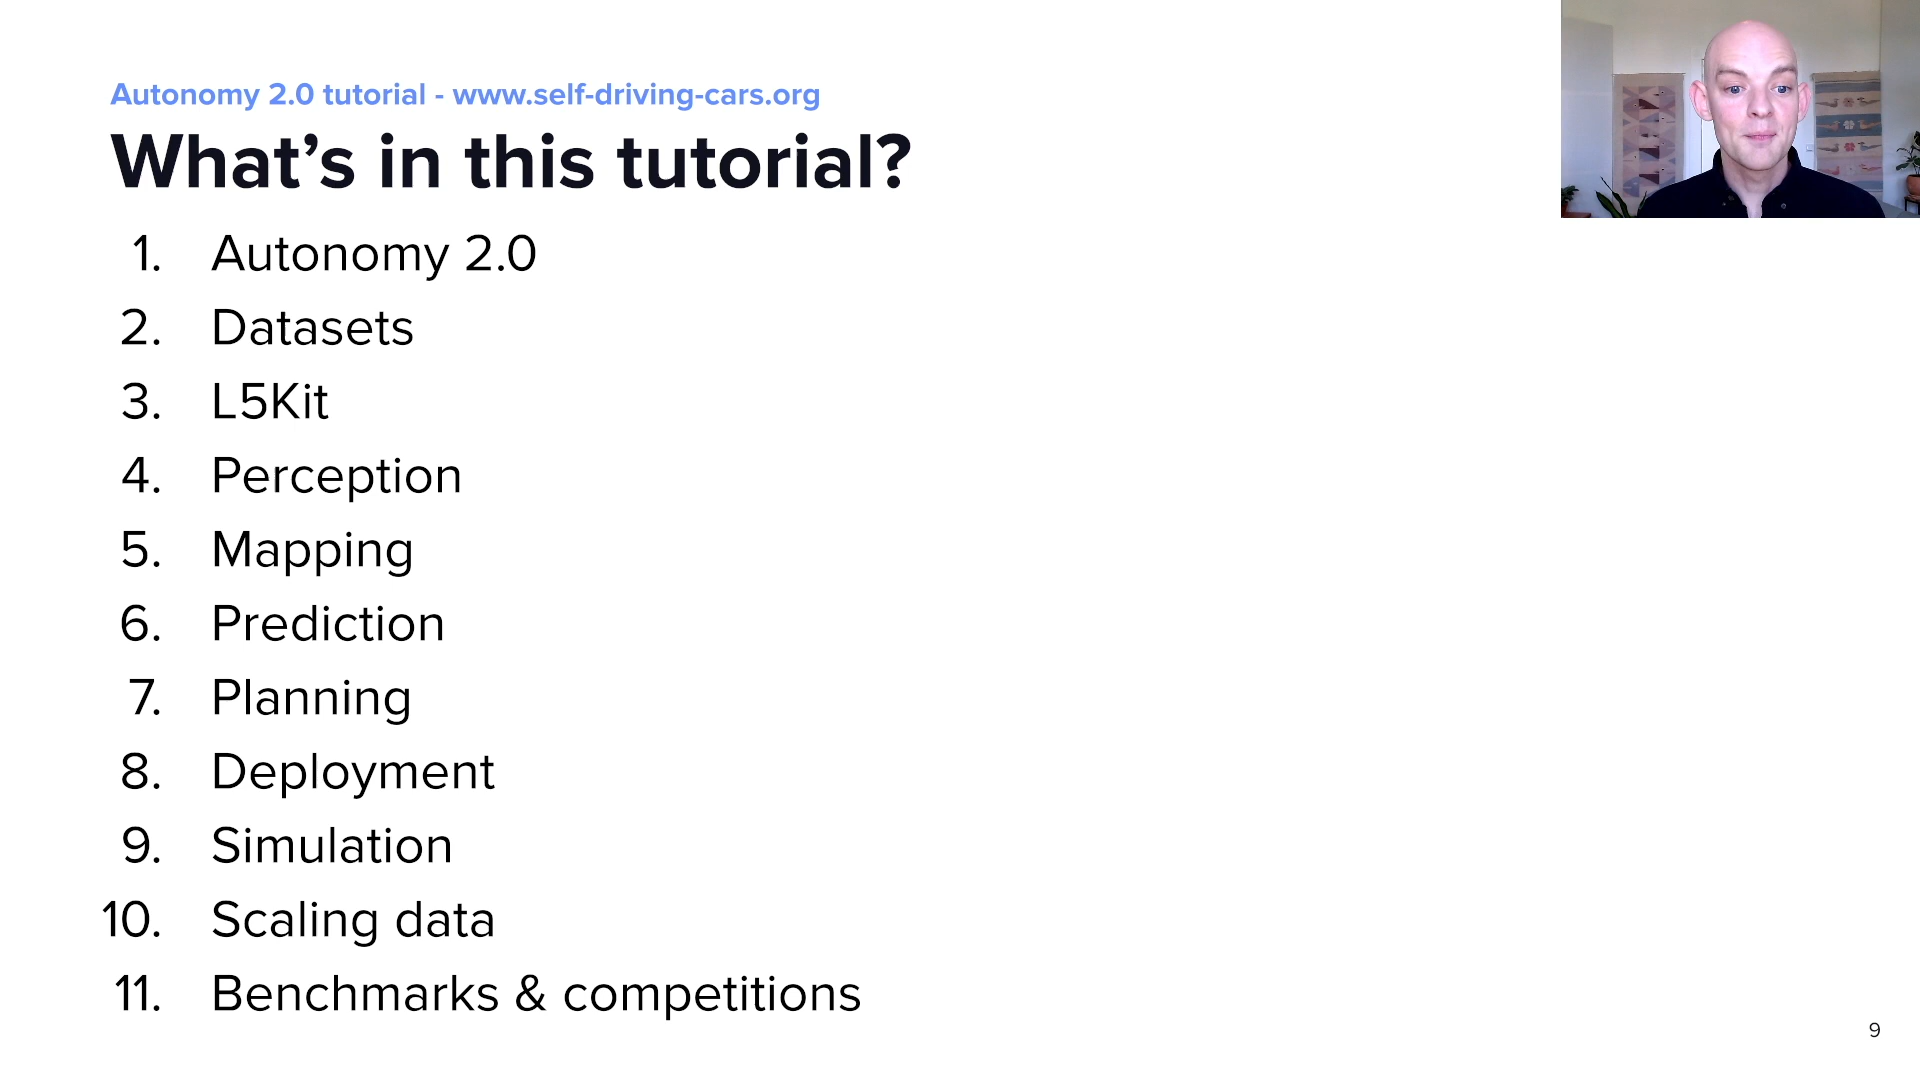 Autonomy 2.0 tutorial - www.self-driving-cars.org
What’s in this tutorial?
1. Autonomy 2.0
2. Datasets
3. L5Kit
4. Perception
5. Mapping
6. Prediction
7. Planning
8. Deployment
9. Simulation
10. Scaling data
11. Benchmarks & competitions
9